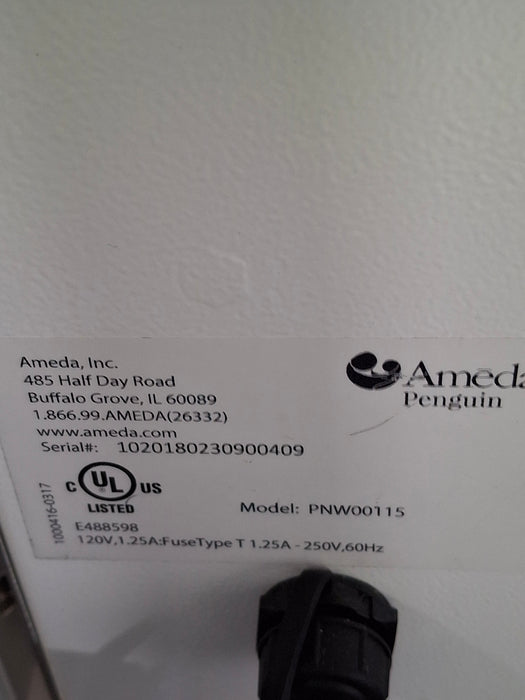 Ameda, Inc.
485 Half Day Road
Buffalo Grove, IL 60089
1.866.99.AMEDA(26332)
www.ameda.com
Serial#: 1020180230900409
Ameda
Penguin
C UL US
LISTED
Model: PNW00115
E488598
120V,1.25A:FuseType T 1.25A - 250V,60Hz
1000416-0317